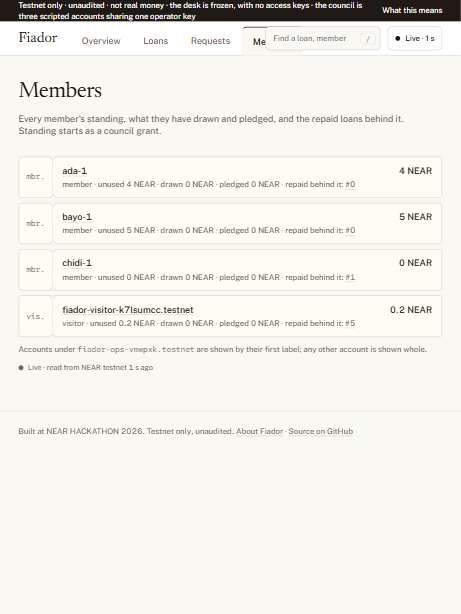 Testnet only · unaudited · not real money · the desk is frozen, with no access keys · the council is
three scripted accounts sharing one operator key
What this means
Fiador
Overview
Loans
Requests
Me
Find a loan, member
/
Live · 1 s
Members
Every member's standing, what they have drawn and pledged, and the repaid loans behind it.
Standing starts as a council grant.
mbr.
ada-1
4 NEAR
member · unused 4 NEAR · drawn 0 NEAR · pledged 0 NEAR · repaid behind it: #0
mbr.
bayo-1
5 NEAR
member · unused 5 NEAR · drawn 0 NEAR · pledged 0 NEAR · repaid behind it: #0
mbr.
chidi-1
0 NEAR
member · unused 0 NEAR · drawn 0 NEAR · pledged 0 NEAR · repaid behind it: #1
vis.
fiador-visitor-k7lsumcc.testnet
0.2 NEAR
visitor · unused 0.2 NEAR · drawn 0 NEAR · pledged 0 NEAR · repaid behind it: #5
Accounts under fiador-ops-vmwpxk.testnet are shown by their first label; any other account is shown whole.
Live · read from NEAR testnet 1 s ago
Built at NEAR HACKATHON 2026. Testnet only, unaudited. About Fiador · Source on GitHub